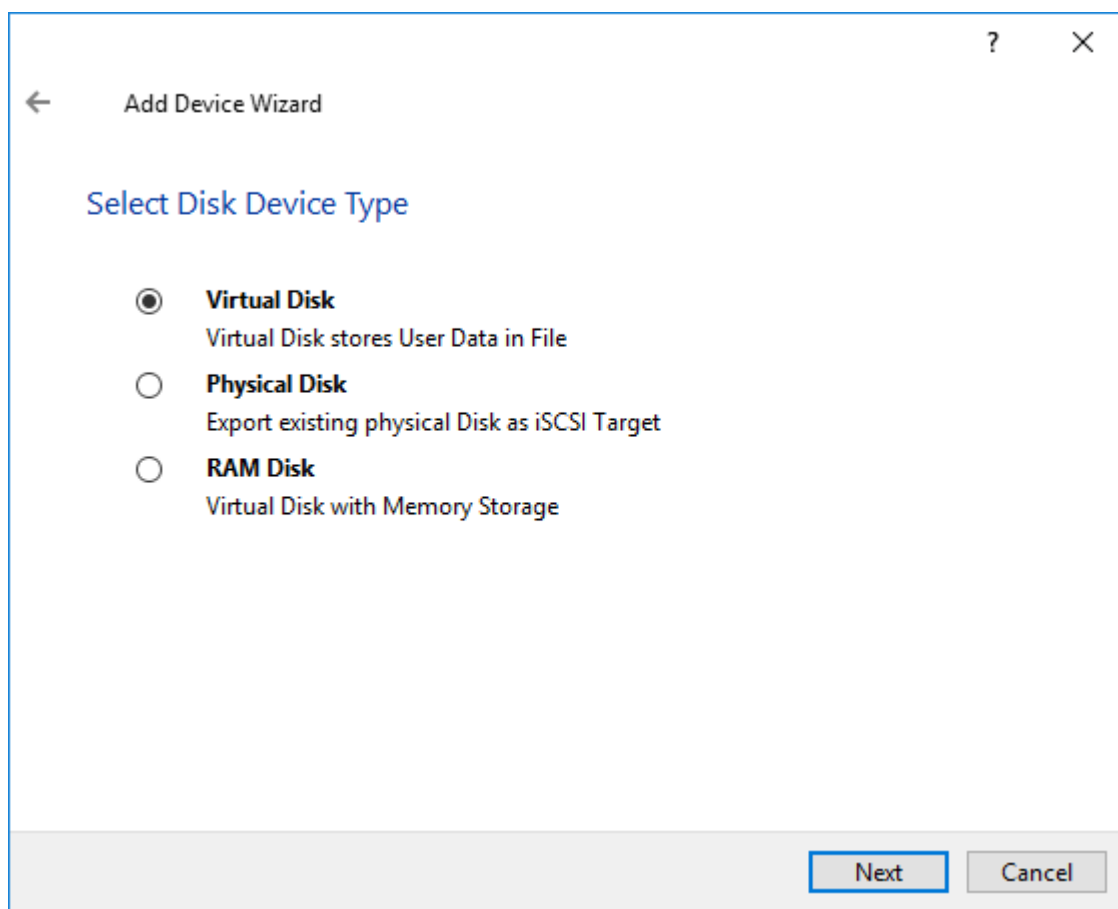 ?
Add Device Wizard
Select Disk Device Type
Virtual Disk
Virtual Disk stores User Data in File
Physical Disk
Export existing physical Disk as iSCSI Target
RAM Disk
Virtual Disk with Memory Storage
Next Cancel